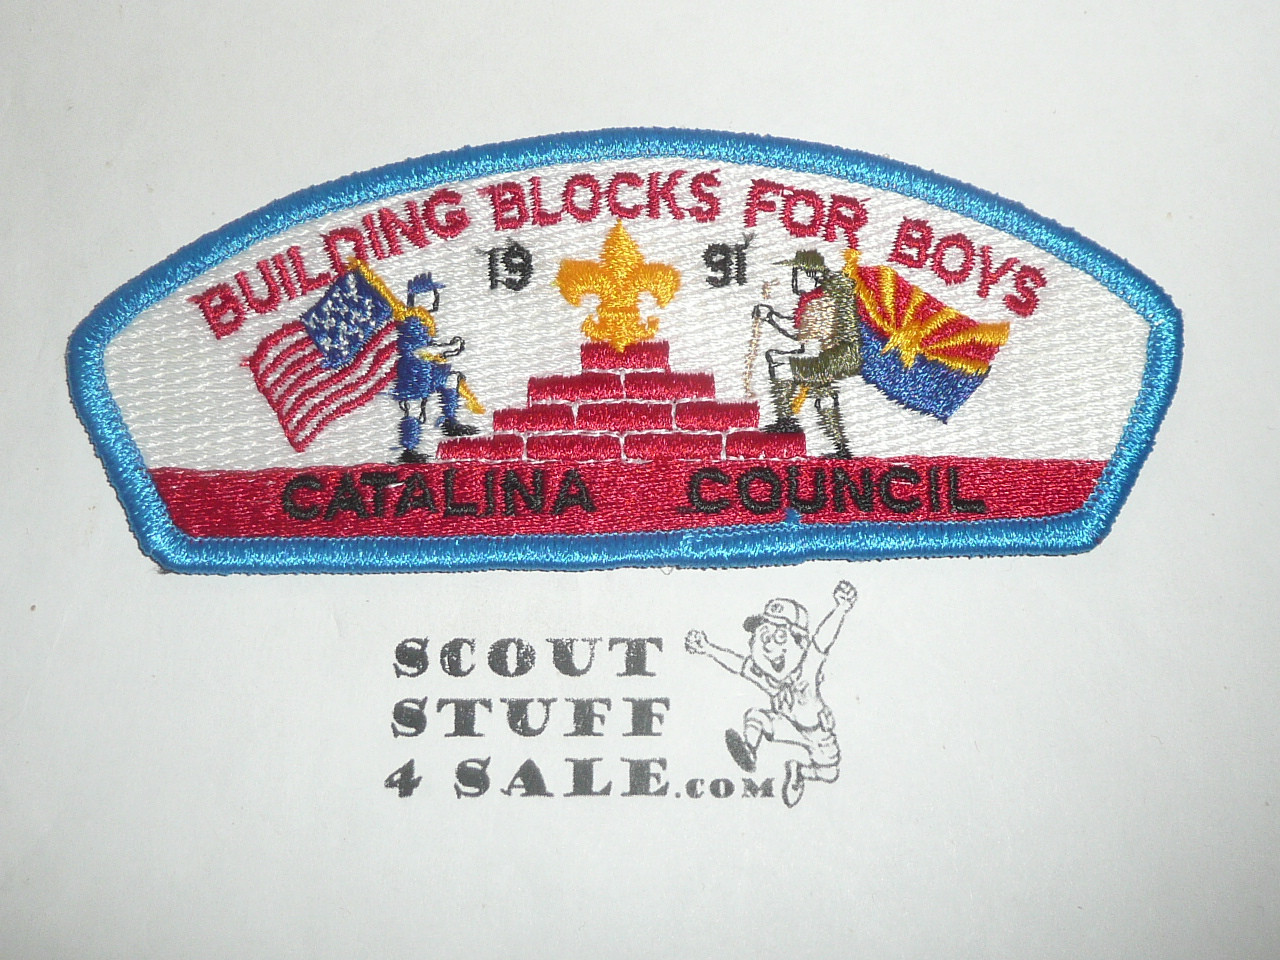 BUILDING BLOCKS FOR BOYS
19 91
CATALINA COUNCIL
SCOUT
STUFF
4 SALE.COM